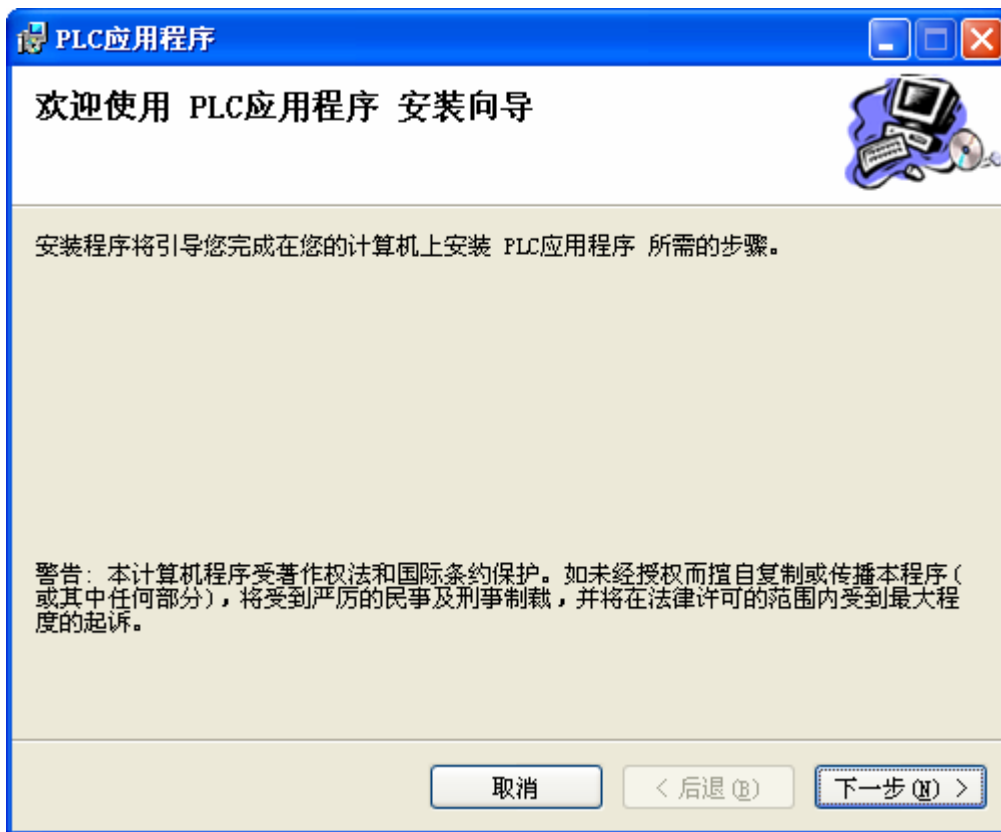 PLC应用程序
欢迎使用 PLC应用程序 安装向导
安装程序将引导您完成在您的计算机上安装 PLC应用程序 所需的步骤。
警告: 本计算机程序受著作权法和国际条约保护。如未经授权而擅自复制或传播本程序(
或其中任何部分)，将受到严厉的民事及刑事制裁，并将在法律许可的范围内受到最大程
度的起诉。
取消
< 后退(B)
下一步(N) >